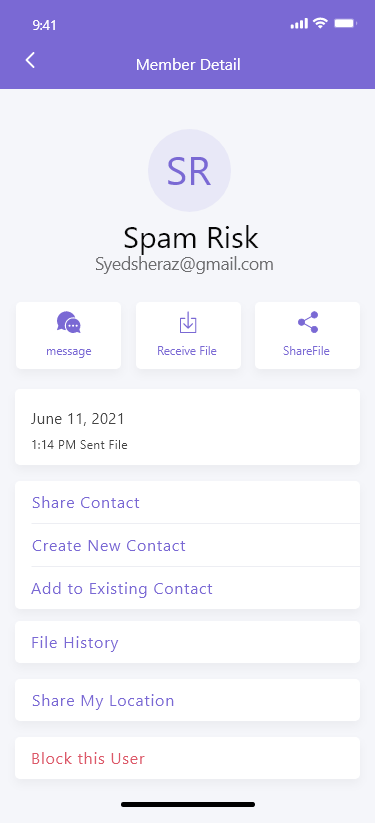 9:41
Member Detail
SR
Spam Risk
Syedsheraz@gmail.com
message
Receive File
ShareFile
June 11, 2021
1:14 PM Sent File
Share Contact
Create New Contact
Add to Existing Contact
File History
Share My Location
Block this User